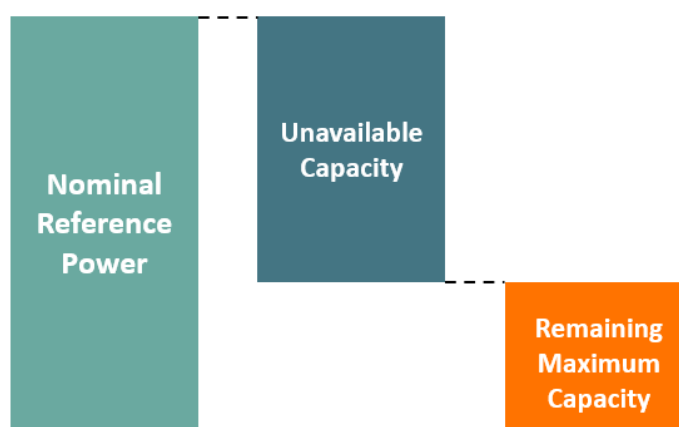 Nominal
Reference
Power
Unavailable
Capacity
Remaining
Maximum
Capacity